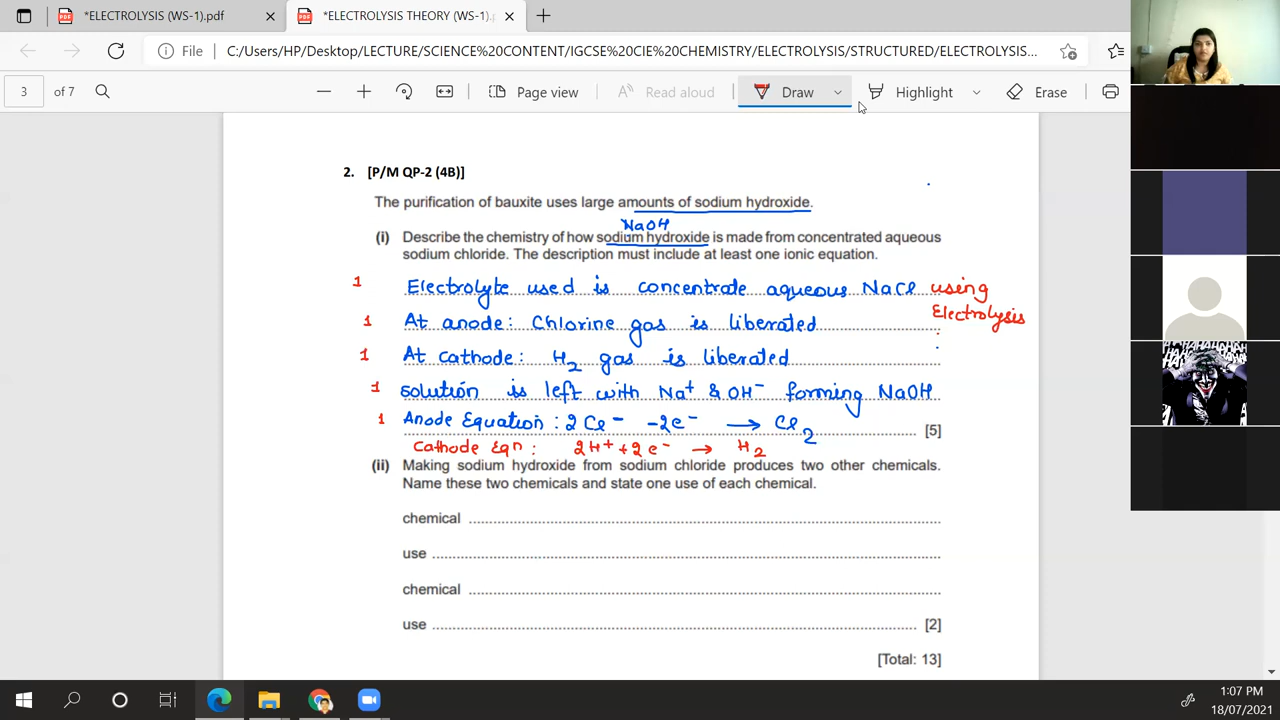 *ELECTROLYSIS (WS-1).pdf
*ELECTROLYSIS THEORY (WS-1).
File C:/Users/HP/Desktop/LECTURE/SCIENCE%20CONTENT/IGCSE%20CIE%20CHEMISTRY/ELECTROLYSIS/STRUCTURED/ELECTROLYSIS...
3 of 7 Page view Read aloud Draw Highlight Erase
2. [P/M QP-2 (4B)]
The purification of bauxite uses large amounts of sodium hydroxide.
NaOH
(i) Describe the chemistry of how sodium hydroxide is made from concentrated aqueous
sodium chloride. The description must include at least one ionic equation.
1 Electrolyte used is concentrate aqueous NaCl using
Electrolysis
1 At anode: Chlorine gas is liberated
1 At cathode: H2 gas is liberated
1 solution is left with Na+ & OH- forming NaOH
1 Anode Equation: 2Cl- -2e- → Cl2 [5]
Cathode Eqn: 2H+ +2e- → H2
(ii) Making sodium hydroxide from sodium chloride produces two other chemicals.
Name these two chemicals and state one use of each chemical.
chemical
use
chemical
use [2]
[Total: 13]
1:07 PM
18/07/2021